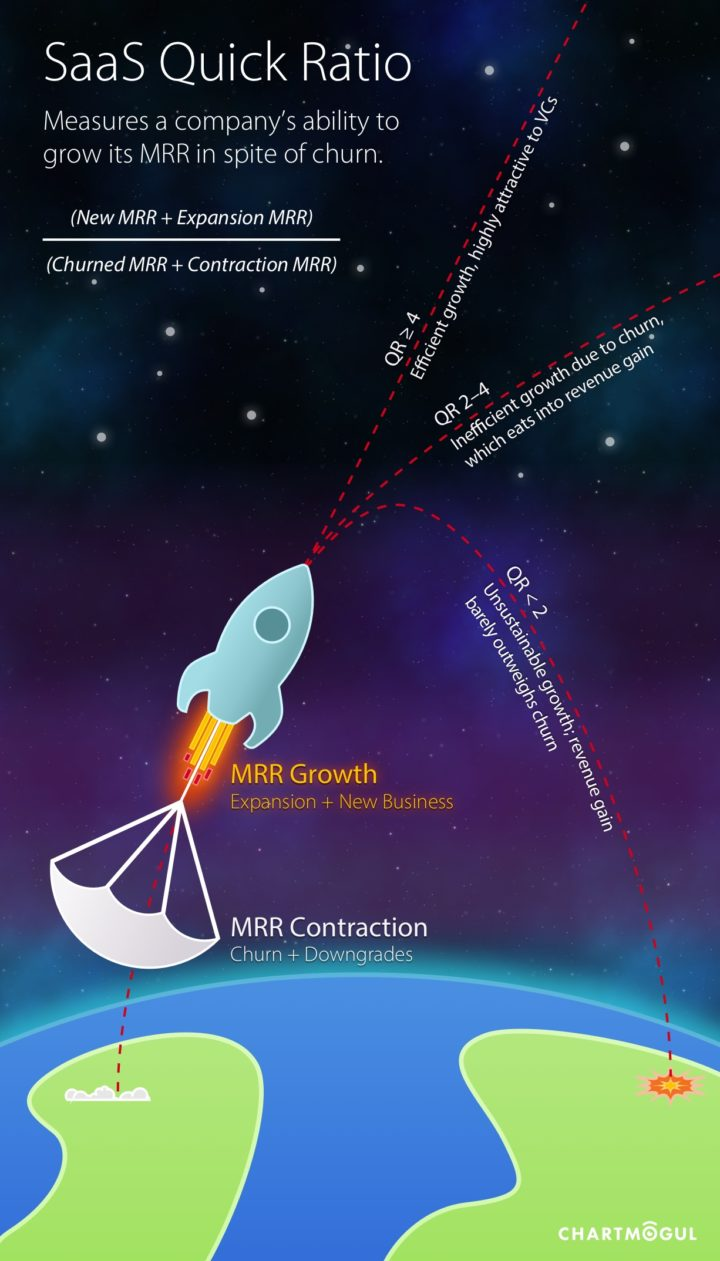 SaaS Quick Ratio
Measures a company's ability to
grow its MRR in spite of churn.
(New MRR + Expansion MRR)
(Churned MRR + Contraction MRR)
QR ≥ 4
Efficient growth, highly attractive to VCs
QR 2–4
Inefficient growth due to churn,
which eats into revenue gain
QR < 2
Unsustainable growth; revenue gain
barely outweighs churn
MRR Growth
Expansion + New Business
MRR Contraction
Churn + Downgrades
CHARTMOGUL